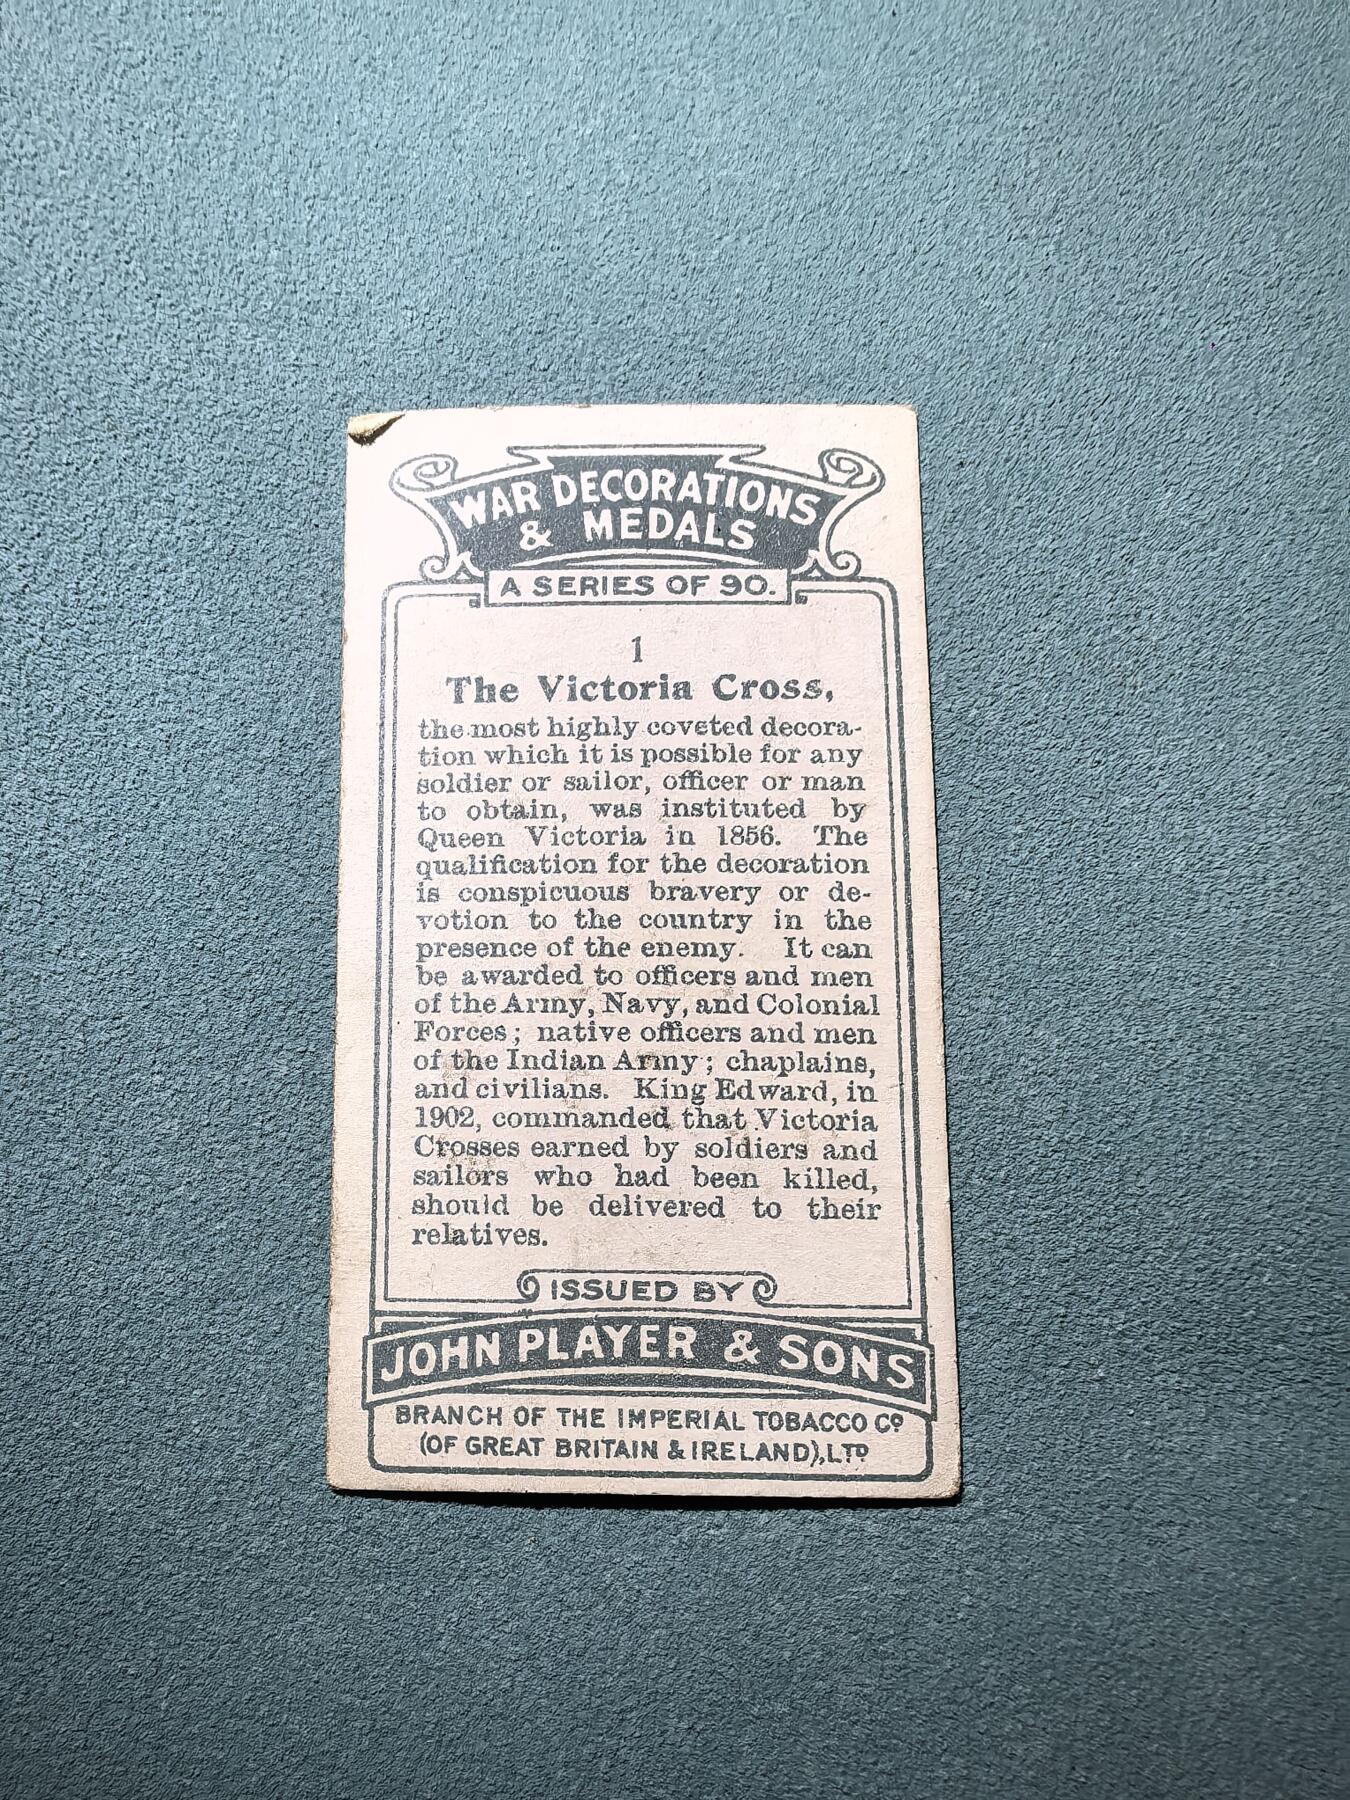 WAR DECORATIONS
& MEDALS
A SERIES OF 90.
1
The Victoria Cross,
the most highly coveted decora-
tion which it is possible for any
soldier or sailor, officer or man
to obtain, was instituted by
Queen Victoria in 1856. The
qualification for the decoration
is conspicuous bravery or de-
votion to the country in the
presence of the enemy. It can
be awarded to officers and men
of the Army, Navy, and Colonial
Forces; native officers and men
of the Indian Army; chaplains,
and civilians. King Edward, in
1902, commanded that Victoria
Crosses earned by soldiers and
sailors who had been killed,
should be delivered to their
relatives.
ISSUED BY
JOHN PLAYER & SONS
BRANCH OF THE IMPERIAL TOBACCO Co
(OF GREAT BRITAIN & IRELAND), LTD